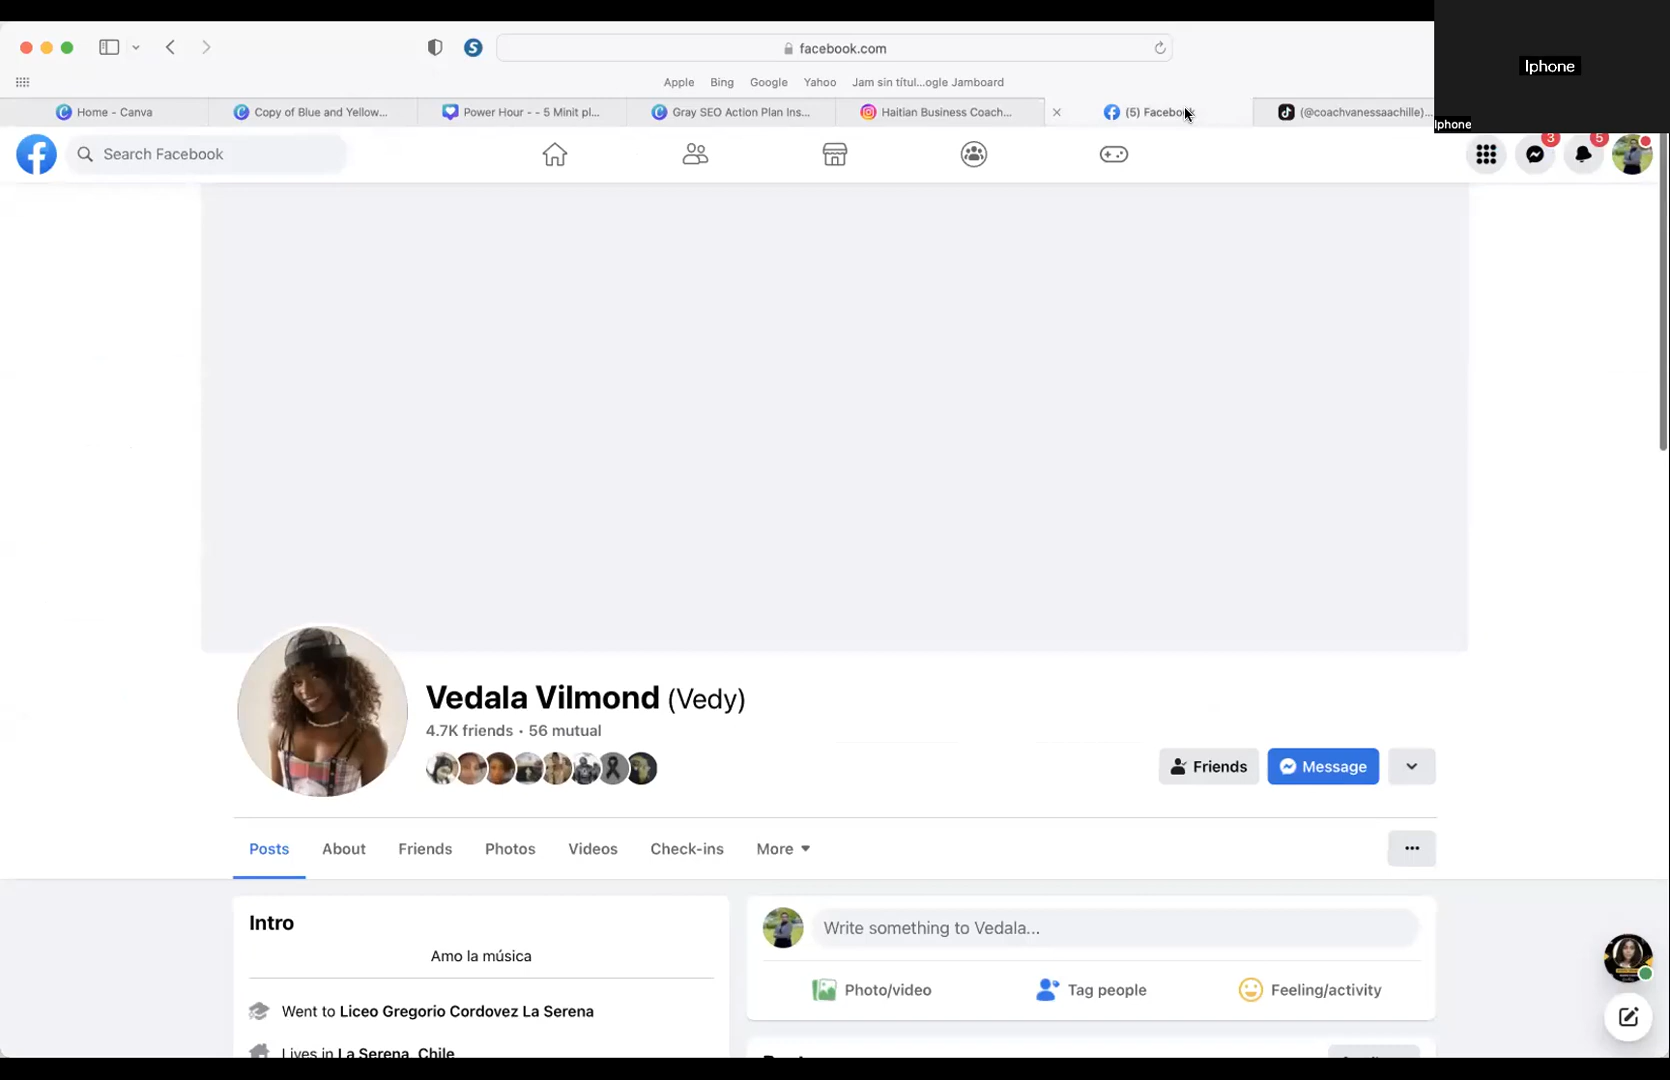 Iphone
Iphone
facebook.com
Apple Bing Google Yahoo Jam sin títul...ogle Jamboard
Home - Canva
Copy of Blue and Yellow...
Power Hour - - 5 Minit pl...
Gray SEO Action Plan Ins...
Haitian Business Coach...
(5) Facebook
(@coachvanessaachille)...
Search Facebook
3
5
Vedala Vilmond (Vedy)
4.7K friends · 56 mutual
Friends
Message
Posts About Friends Photos Videos Check-ins More
Intro
Amo la música
Went to Liceo Gregorio Cordovez La Serena
Lives in La Serena, Chile
Write something to Vedala...
Photo/video
Tag people
Feeling/activity